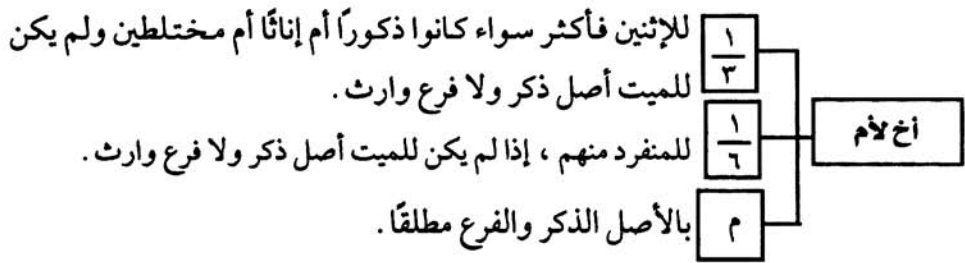 أخ لأم
١/٣ للإثنين فأكثر سواء كانوا ذكورًا أم إناثًا أم مختلطين ولم يكن
للميت أصل ذكر ولا فرع وارث .
١/٦ للمنفرد منهم ، إذا لم يكن للميت أصل ذكر ولا فرع وارث .
م بالأصل الذكر والفرع مطلقًا .